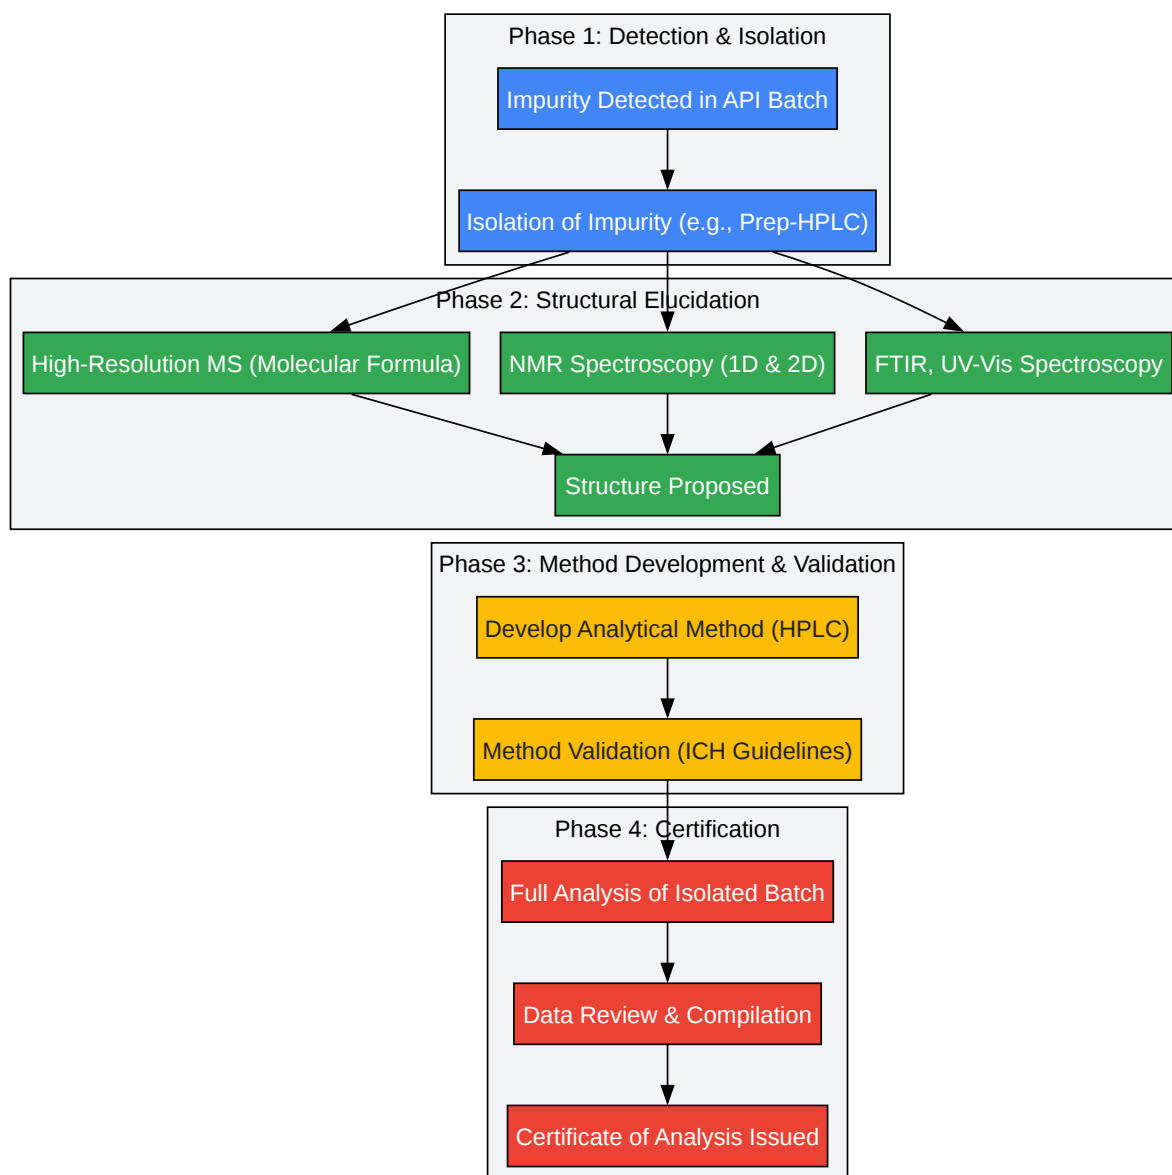 Phase 1: Detection & Isolation
Impurity Detected in API Batch
Isolation of Impurity (e.g., Prep-HPLC)
Phase 2: Structural Elucidation
High-Resolution MS (Molecular Formula)
NMR Spectroscopy (1D & 2D)
FTIR, UV-Vis Spectroscopy
Structure Proposed
Phase 3: Method Development & Validation
Develop Analytical Method (HPLC)
Method Validation (ICH Guidelines)
Phase 4: Certification
Full Analysis of Isolated Batch
Data Review & Compilation
Certificate of Analysis Issued